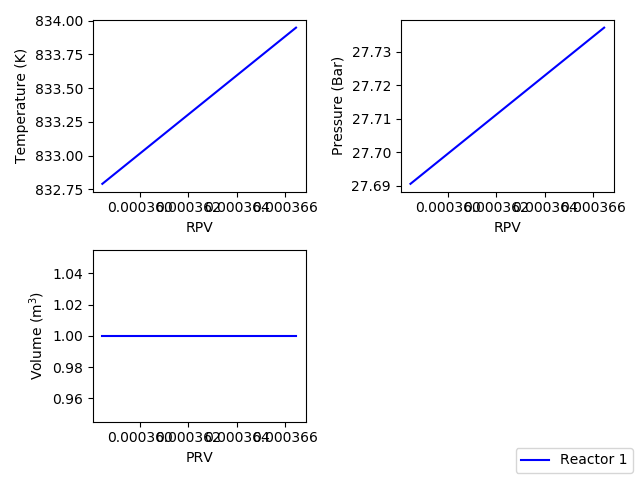 834.00
833.75
833.50
833.25
833.00
832.75
Temperature (K)
0.000360 0.000362 0.000364 0.000366
RPV
27.73
27.72
27.71
27.70
27.69
Pressure (Bar)
0.000360 0.000362 0.000364 0.000366
RPV
1.04
1.02
1.00
0.98
0.96
Volume (m³)
0.000360 0.000362 0.000364 0.000366
PRV
Reactor 1